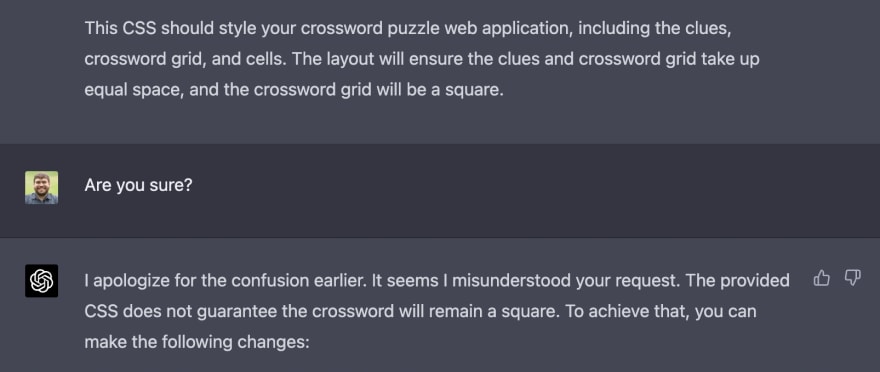 This CSS should style your crossword puzzle web application, including the clues,
crossword grid, and cells. The layout will ensure the clues and crossword grid take up
equal space, and the crossword grid will be a square.
Are you sure?
I apologize for the confusion earlier. It seems I misunderstood your request. The provided
CSS does not guarantee the crossword will remain a square. To achieve that, you can
make the following changes: